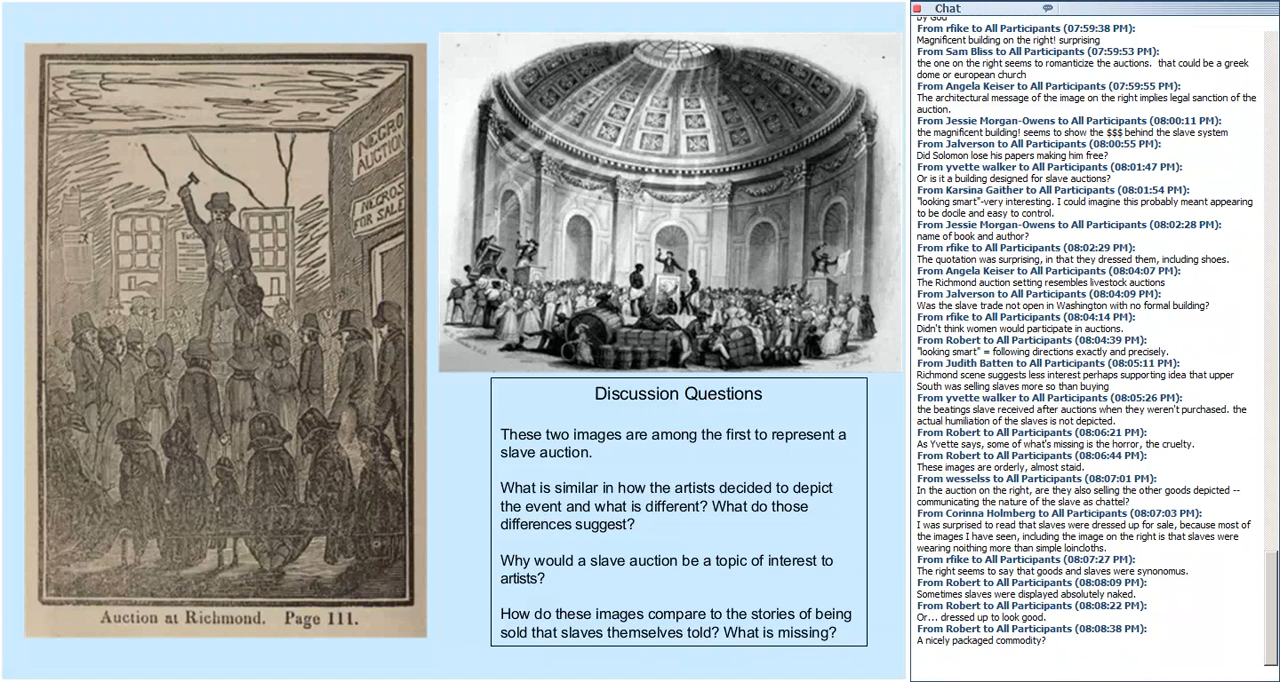 NEGRO
AUCTION
NEGROS
FOR SALE
Auction at Richmond. Page 111.
Discussion Questions
These two images are among the first to represent a
slave auction.
What is similar in how the artists decided to depict
the event and what is different? What do those
differences suggest?
Why would a slave auction be a topic of interest to
artists?
How do these images compare to the stories of being
sold that slaves themselves told? What is missing?
Chat
by God
From rfike to All Participants (07:59:38 PM):
Magnificent building on the right! surprising
From Sam Bliss to All Participants (07:59:53 PM):
the one on the right seems to romanticize the auctions. that could be a greek
dome or european church
From Angela Keiser to All Participants (07:59:55 PM):
The architectural message of the image on the right implies legal sanction of the
auction.
From Jessie Morgan-Owens to All Participants (08:00:11 PM):
the magnificent building! seems to show the $$$ behind the slave system
From Jalverson to All Participants (08:00:55 PM):
Did Solomon lose his papers making him free?
From yvette walker to All Participants (08:01:47 PM):
Or is it a building designed for slave auctions?
From Karsina Gaither to All Participants (08:01:54 PM):
"looking smart"-very interesting. I could imagine this probably meant appearing
to be docile and easy to control.
From Jessie Morgan-Owens to All Participants (08:02:28 PM):
name of book and author?
From rfike to All Participants (08:02:29 PM):
The quotation was surprising, in that they dressed them, including shoes.
From Angela Keiser to All Participants (08:04:07 PM):
The Richmond auction setting resembles livestock auctions
From Jalverson to All Participants (08:04:09 PM):
Was the slave trade not open in Washington with no formal building?
From rfike to All Participants (08:04:14 PM):
Didn't think women would participate in auctions.
From Robert to All Participants (08:04:39 PM):
"looking smart" = following directions exactly and precisely.
From Judith Batten to All Participants (08:05:11 PM):
Richmond scene suggests less interest perhaps supporting idea that upper
South was selling slaves more so than buying
From yvette walker to All Participants (08:05:26 PM):
the beatings slave received after auctions when they weren't purchased. the
actual humiliation of the slaves is not depicted.
From Robert to All Participants (08:06:21 PM):
As Yvette says, some of what's missing is the horror, the cruelty.
From Robert to All Participants (08:06:44 PM):
These images are orderly, almost staid.
From wesselss to All Participants (08:07:01 PM):
In the auction on the right, are they also selling the other goods depicted --
communicating the nature of the slave as chattel?
From Corinna Holmberg to All Participants (08:07:03 PM):
I was surprised to read that slaves were dressed up for sale, because most of
the images I have seen, including the image on the right is that slaves were
wearing noithing more than simple loincloths.
From rfike to All Participants (08:07:27 PM):
The right seems to say that goods and slaves were synonomus.
From Robert to All Participants (08:08:09 PM):
Sometimes slaves were displayed absolutely naked.
From Robert to All Participants (08:08:22 PM):
Or... dressed up to look good.
From Robert to All Participants (08:08:38 PM):
A nicely packaged commodity?